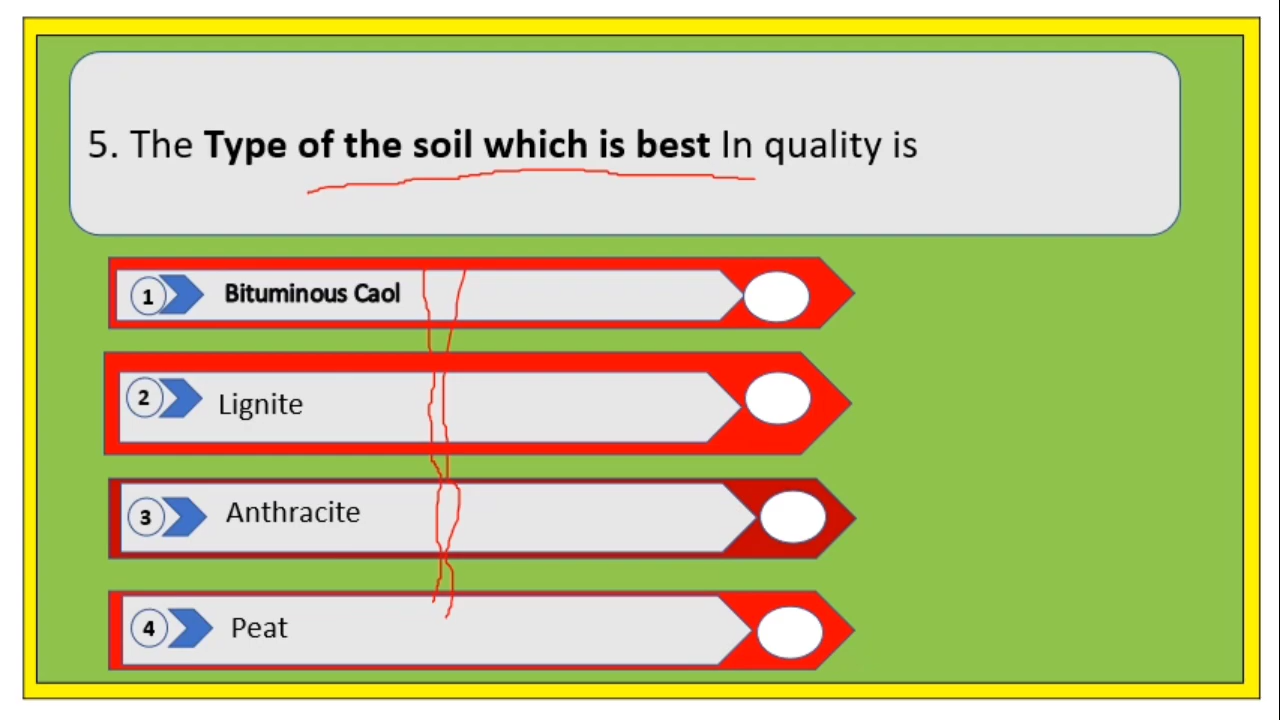 5. The Type of the soil which is best In quality is
1 Bituminous Caol
2 Lignite
3 Anthracite
4 Peat